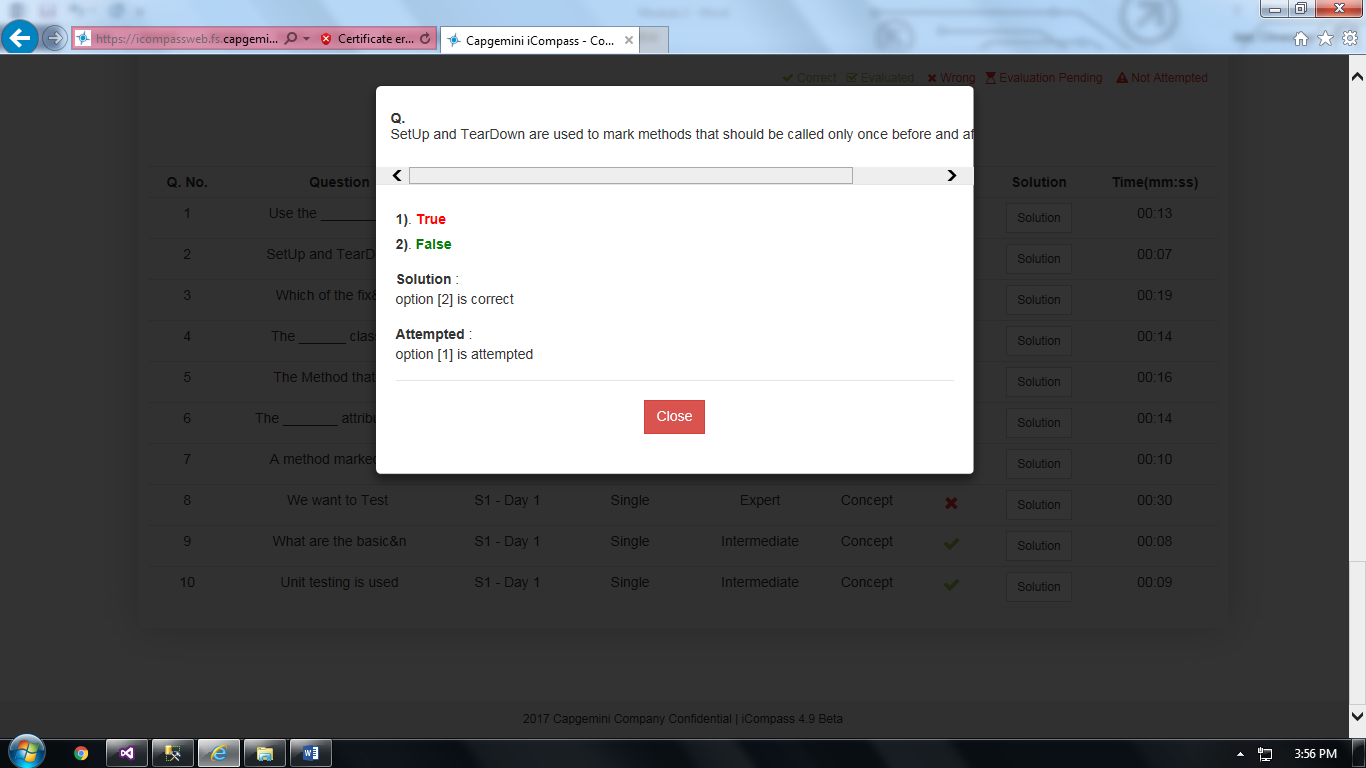 https://icompassweb.fs.capgemi... Certificate er... Capgemini iCompass - Co...
Correct Evaluated Wrong Evaluation Pending Not Attempted
Q.
SetUp and TearDown are used to mark methods that should be called only once before and af
Q. No. Question Solution Time(mm:ss)
1 Use the ________ Solution 00:13
2 SetUp and TearD Solution 00:07
3 Which of the fix& Solution 00:19
4 The ______ clas Solution 00:14
5 The Method that Solution 00:16
6 The _______ attribu Solution 00:14
7 A method marked Solution 00:10
1). True
2). False
Solution :
option [2] is correct
Attempted :
option [1] is attempted
Close
8 We want to Test S1 - Day 1 Single Expert Concept Solution 00:30
9 What are the basic&n S1 - Day 1 Single Intermediate Concept Solution 00:08
10 Unit testing is used S1 - Day 1 Single Intermediate Concept Solution 00:09
2017 Capgemini Company Confidential | iCompass 4.9 Beta
3:56 PM